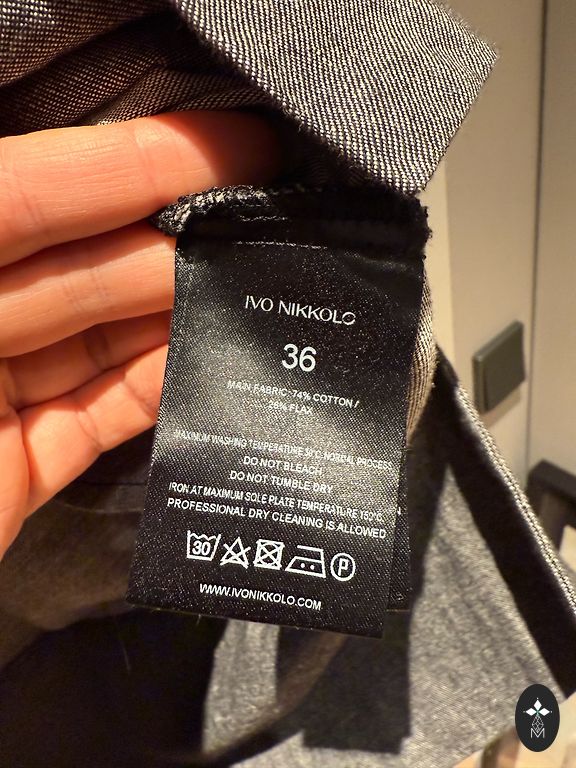 IVO NIKKOLO
36
MAIN FABRIC: 74% COTTON /
26% FLAX
MAXIMUM WASHING TEMPERATURE 30°C NORMAL PROCESS
DO NOT BLEACH
DO NOT TUMBLE DRY
IRON AT MAXIMUM SOLE PLATE TEMPERATURE 150°C
PROFESSIONAL DRY CLEANING IS ALLOWED
30 P
WWW.IVONIKKOLO.COM
M